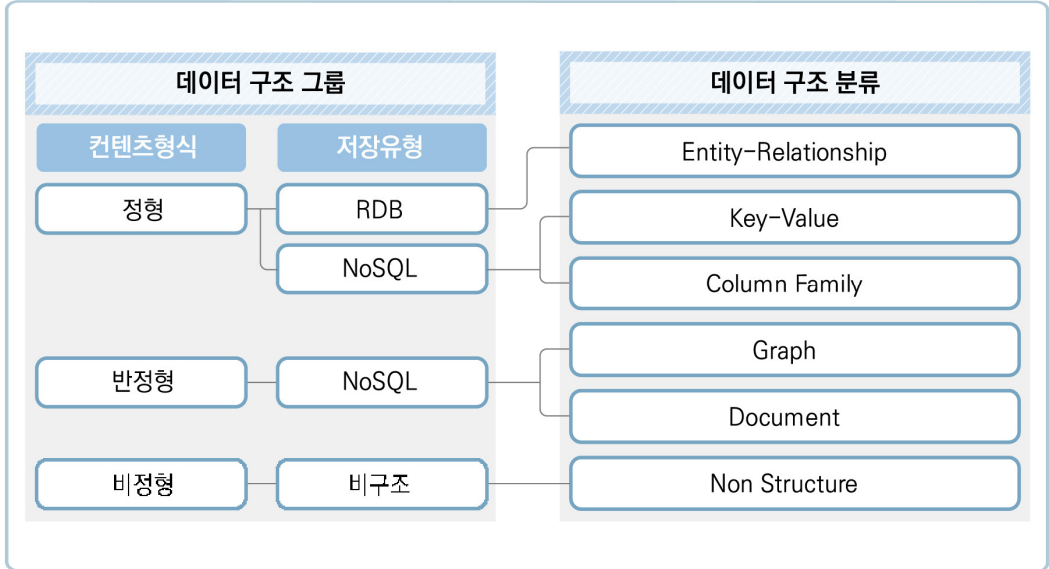 데이터 구조 그룹
컨텐츠형식
저장유형
정형
RDB
NoSQL
반정형
NoSQL
비정형
비구조
데이터 구조 분류
Entity-Relationship
Key-Value
Column Family
Graph
Document
Non Structure